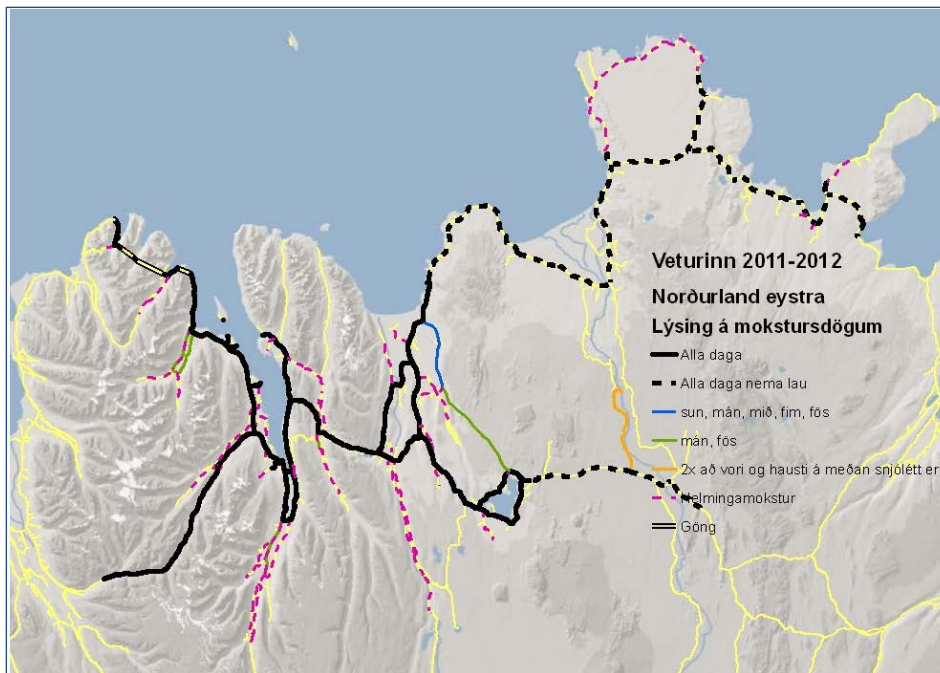 Veturinn 2011-2012
Norðurland eystra
Lýsing á mokstursdögum
Alla daga
Alla daga nema lau
sun, mán, mið, fim, fös
mán, fös
2x að vori og hausti á meðan snjólétt er
Helmingamokstur
Göng